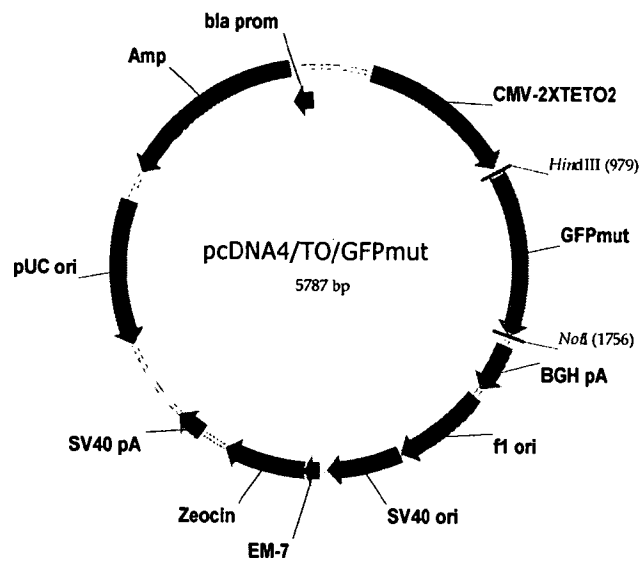 bla prom
Amp
CMV-2XTETO2
HindIII (979)
GFPmut
pcDNA4/TO/GFPmut
5787 bp
pUC ori
NotI (1756)
BGH pA
SV40 pA
f1 ori
Zeocin
SV40 ori
EM-7